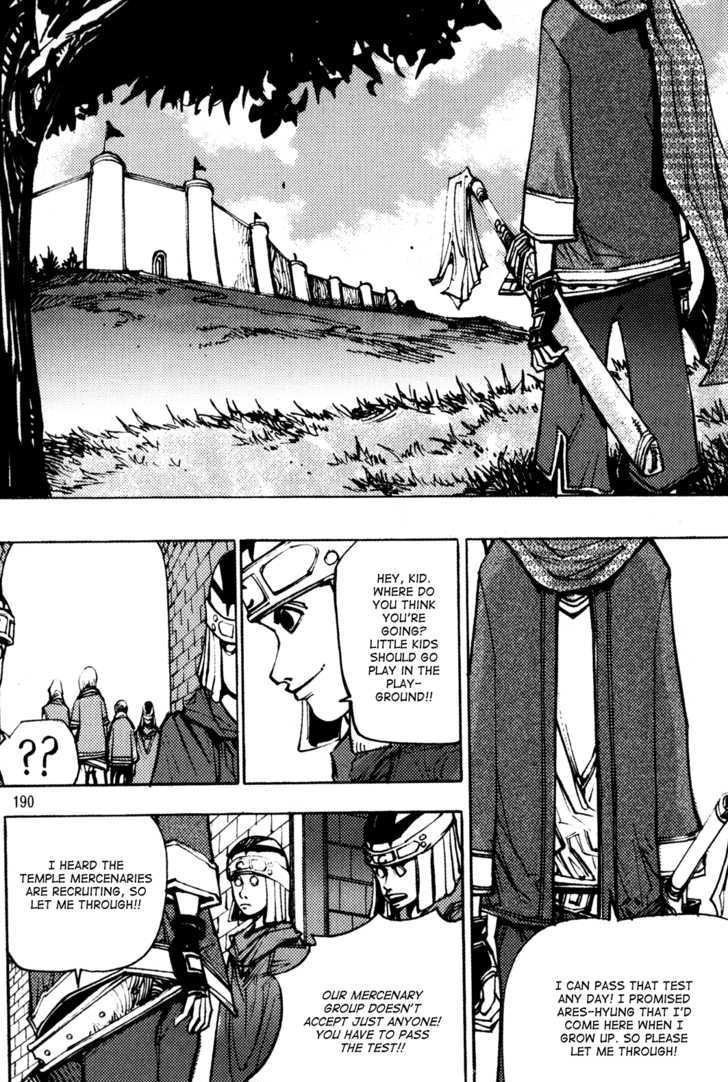 HEY, KID.
WHERE DO
YOU THINK
YOU'RE
GOING?
LITTLE KIDS
SHOULD GO
PLAY IN THE
PLAY-
GROUND!!
??
190
I HEARD THE
TEMPLE MERCENARIES
ARE RECRUITING, SO
LET ME THROUGH!!
OUR MERCENARY
GROUP DOESN'T
ACCEPT JUST ANYONE!
YOU HAVE TO PASS
THE TEST!!
I CAN PASS THAT TEST
ANY DAY! I PROMISED
ARES-HYUNG THAT I'D
COME HERE WHEN I
GROW UP. SO PLEASE
LET ME THROUGH!